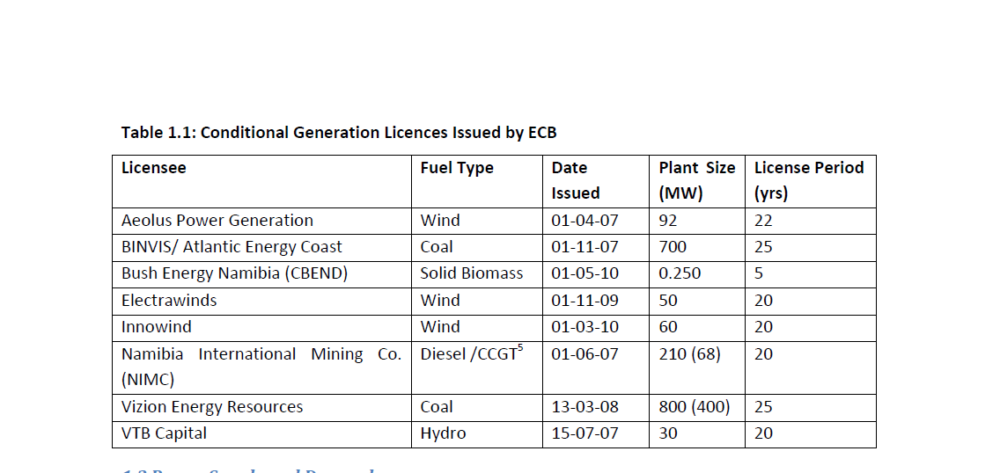 Table 1.1: Conditional Generation Licences Issued by ECB
Licensee Fuel Type Date Issued Plant Size (MW) License Period (yrs)
Aeolus Power Generation Wind 01-04-07 92 22
BINVIS/ Atlantic Energy Coast Coal 01-11-07 700 25
Bush Energy Namibia (CBEND) Solid Biomass 01-05-10 0.250 5
Electrawinds Wind 01-11-09 50 20
Innowind Wind 01-03-10 60 20
Namibia International Mining Co. (NIMC) Diesel /CCGT5 01-06-07 210 (68) 20
Vizion Energy Resources Coal 13-03-08 800 (400) 25
VTB Capital Hydro 15-07-07 30 20